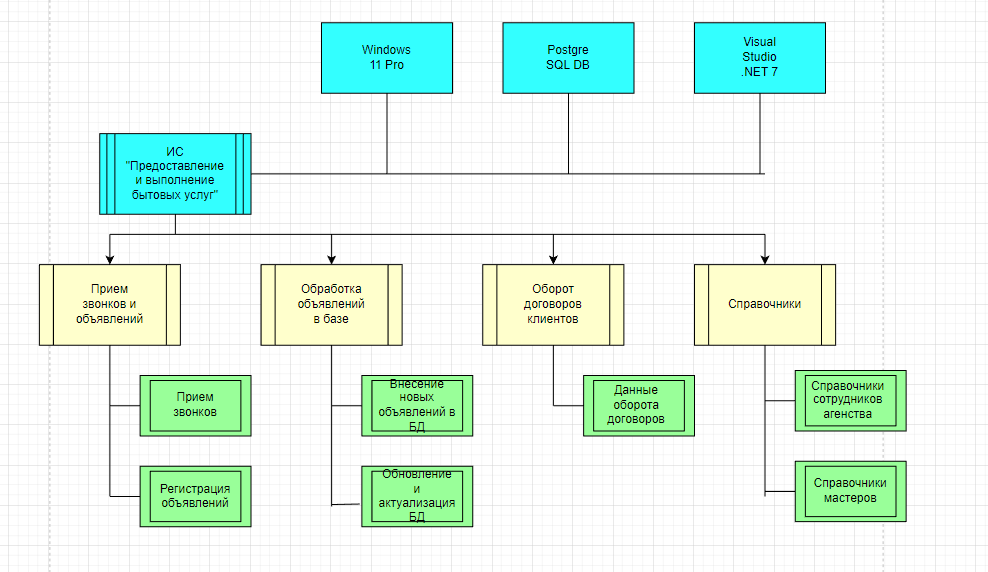 Windows
11 Pro
Postgre
SQL DB
Visual
Studio
.NET 7
ИС
"Предоставление
и выполнение
бытовых услуг"
Прием
звонков и
объявлений
Обработка
объявлений
в базе
Оборот
договоров
клиентов
Справочники
Прием
звонков
Внесение
новых
объявлений в
БД
Данные
оборота
договоров
Справочники
сотрудников
агенства
Регистрация
объявлений
Обновление
и
актуализация
БД
Справочники
мастеров